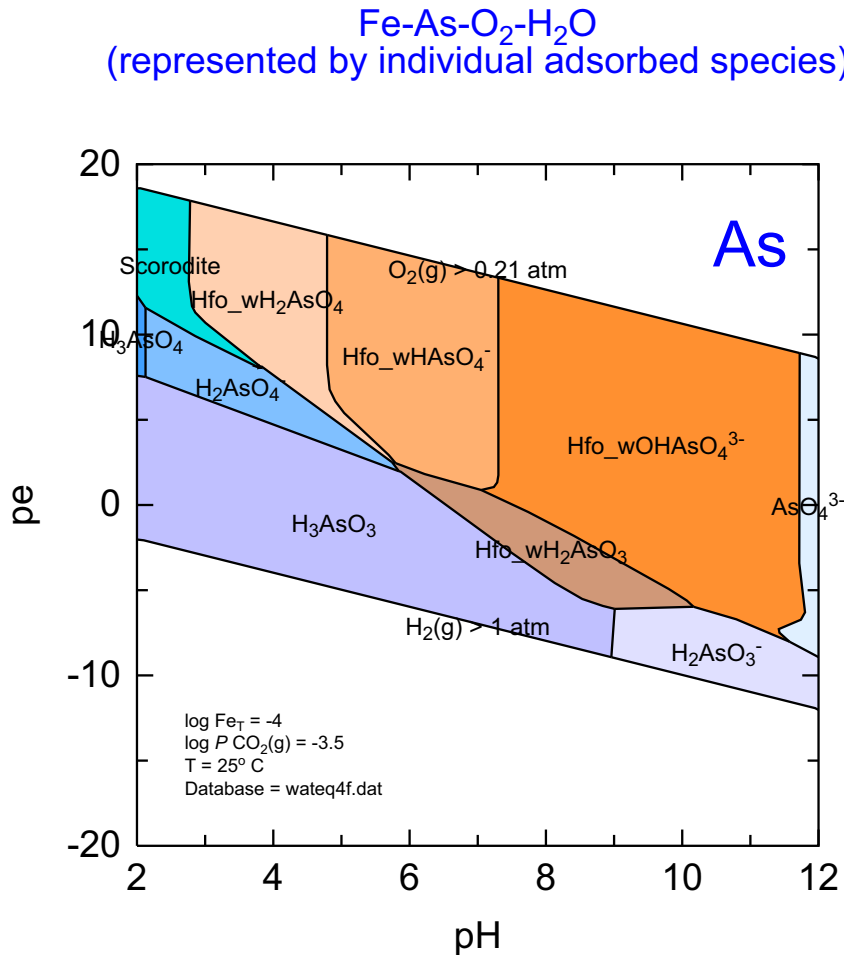 Fe-As-O₂-H₂O
(represented by individual adsorbed species)
20
10
0
-10
-20
pe
As
O₂(g) > 0.21 atm
Scorodite
Hfo_wH₂AsO₄
H₃AsO₄
Hfo_wHAsO₄⁻
H₂AsO₄⁻
Hfo_wOHAsO₄³⁻
AsO₄³⁻
H₃AsO₃
Hfo_wH₂AsO₃
H₂(g) > 1 atm
H₂AsO₃⁻
log Fe_T = -4
log P CO₂(g) = -3.5
T = 25° C
Database = wateq4f.dat
2 4 6 8 10 12
pH